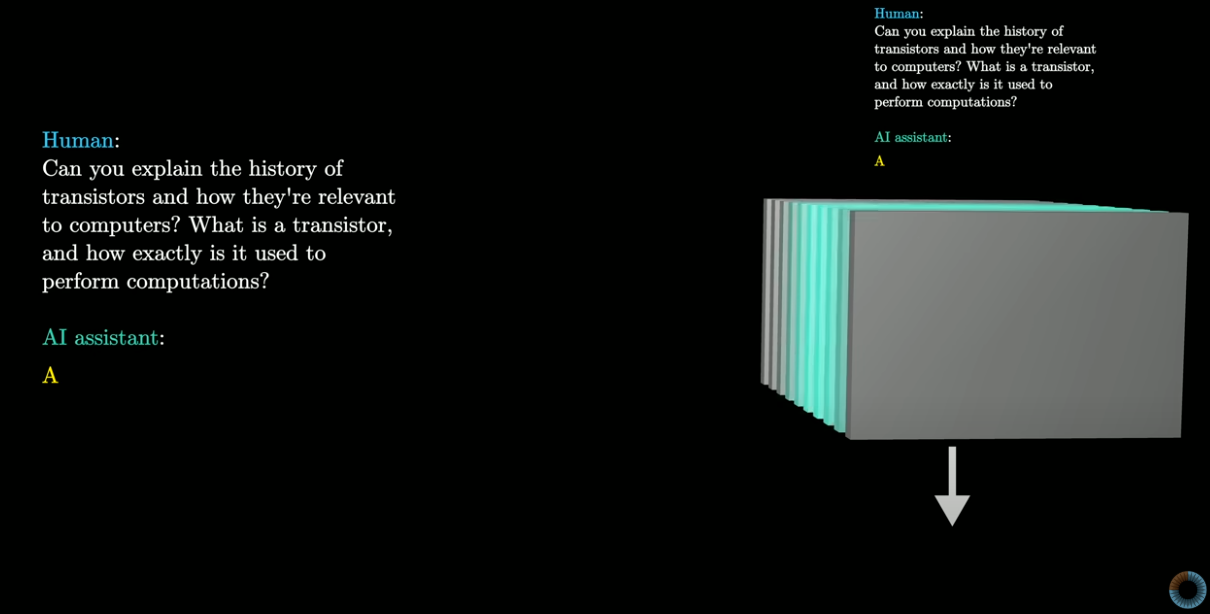 Human:
Can you explain the history of
transistors and how they're relevant
to computers? What is a transistor,
and how exactly is it used to
perform computations?
AI assistant:
A
Human:
Can you explain the history of
transistors and how they're relevant
to computers? What is a transistor,
and how exactly is it used to
perform computations?
AI assistant:
A